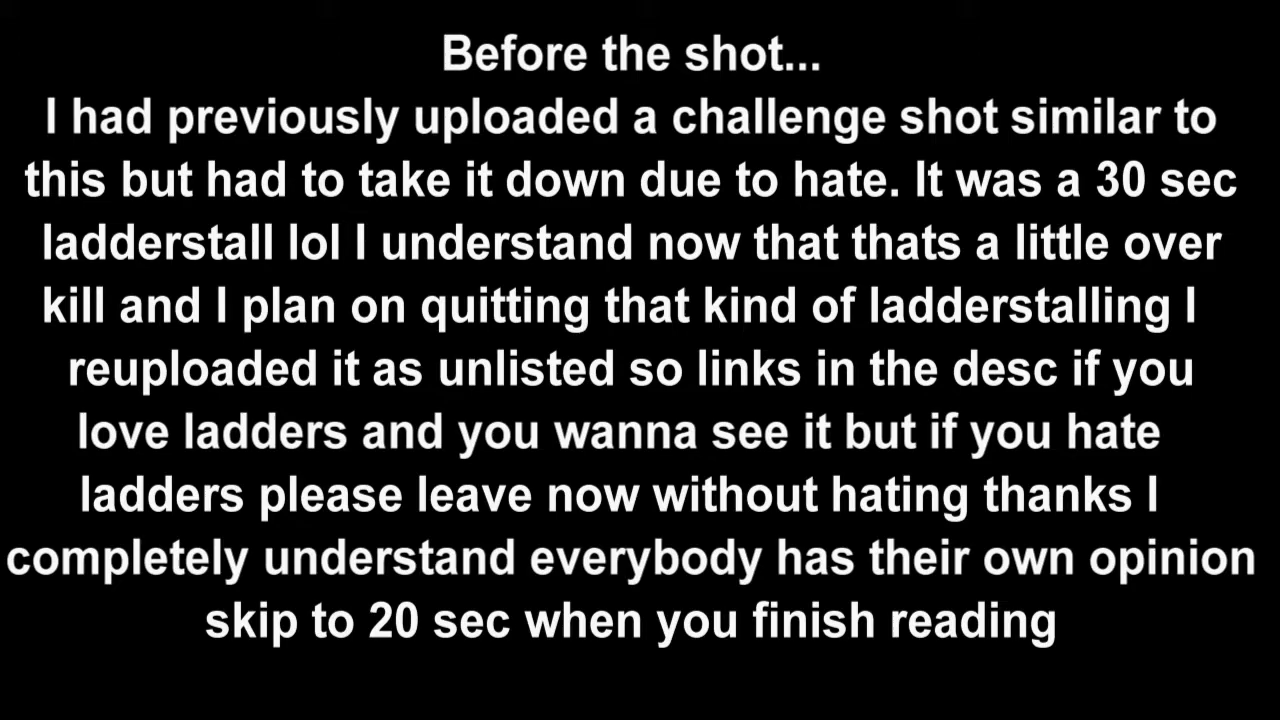 Before the shot...
I had previously uploaded a challenge shot similar to
this but had to take it down due to hate. It was a 30 sec
ladderstall lol I understand now that thats a little over
kill and I plan on quitting that kind of ladderstalling I
reuploaded it as unlisted so links in the desc if you
love ladders and you wanna see it but if you hate
ladders please leave now without hating thanks I
completely understand everybody has their own opinion
skip to 20 sec when you finish reading